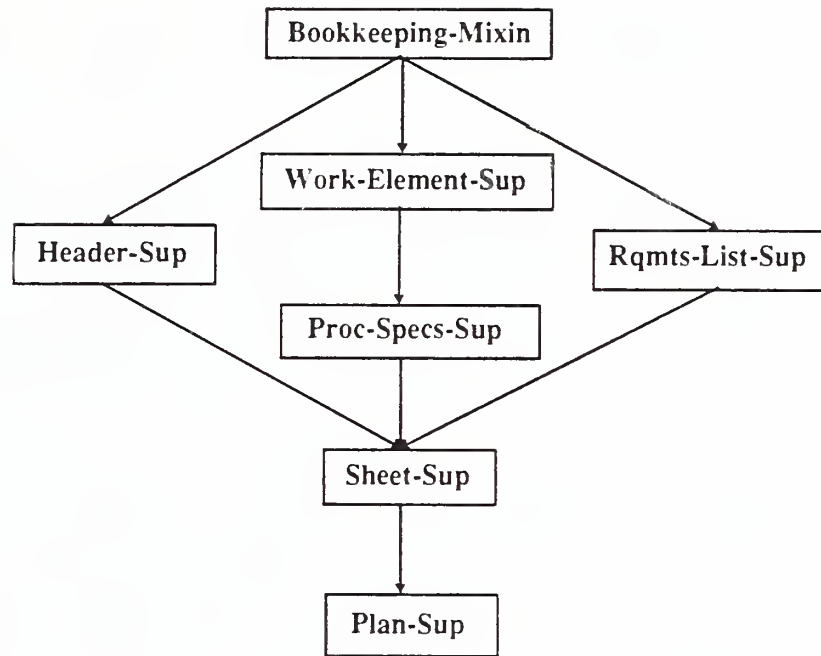 Bookkeeping-Mixin
Work-Element-Sup
Header-Sup
Rqmts-List-Sup
Proc-Specs-Sup
Sheet-Sup
Plan-Sup